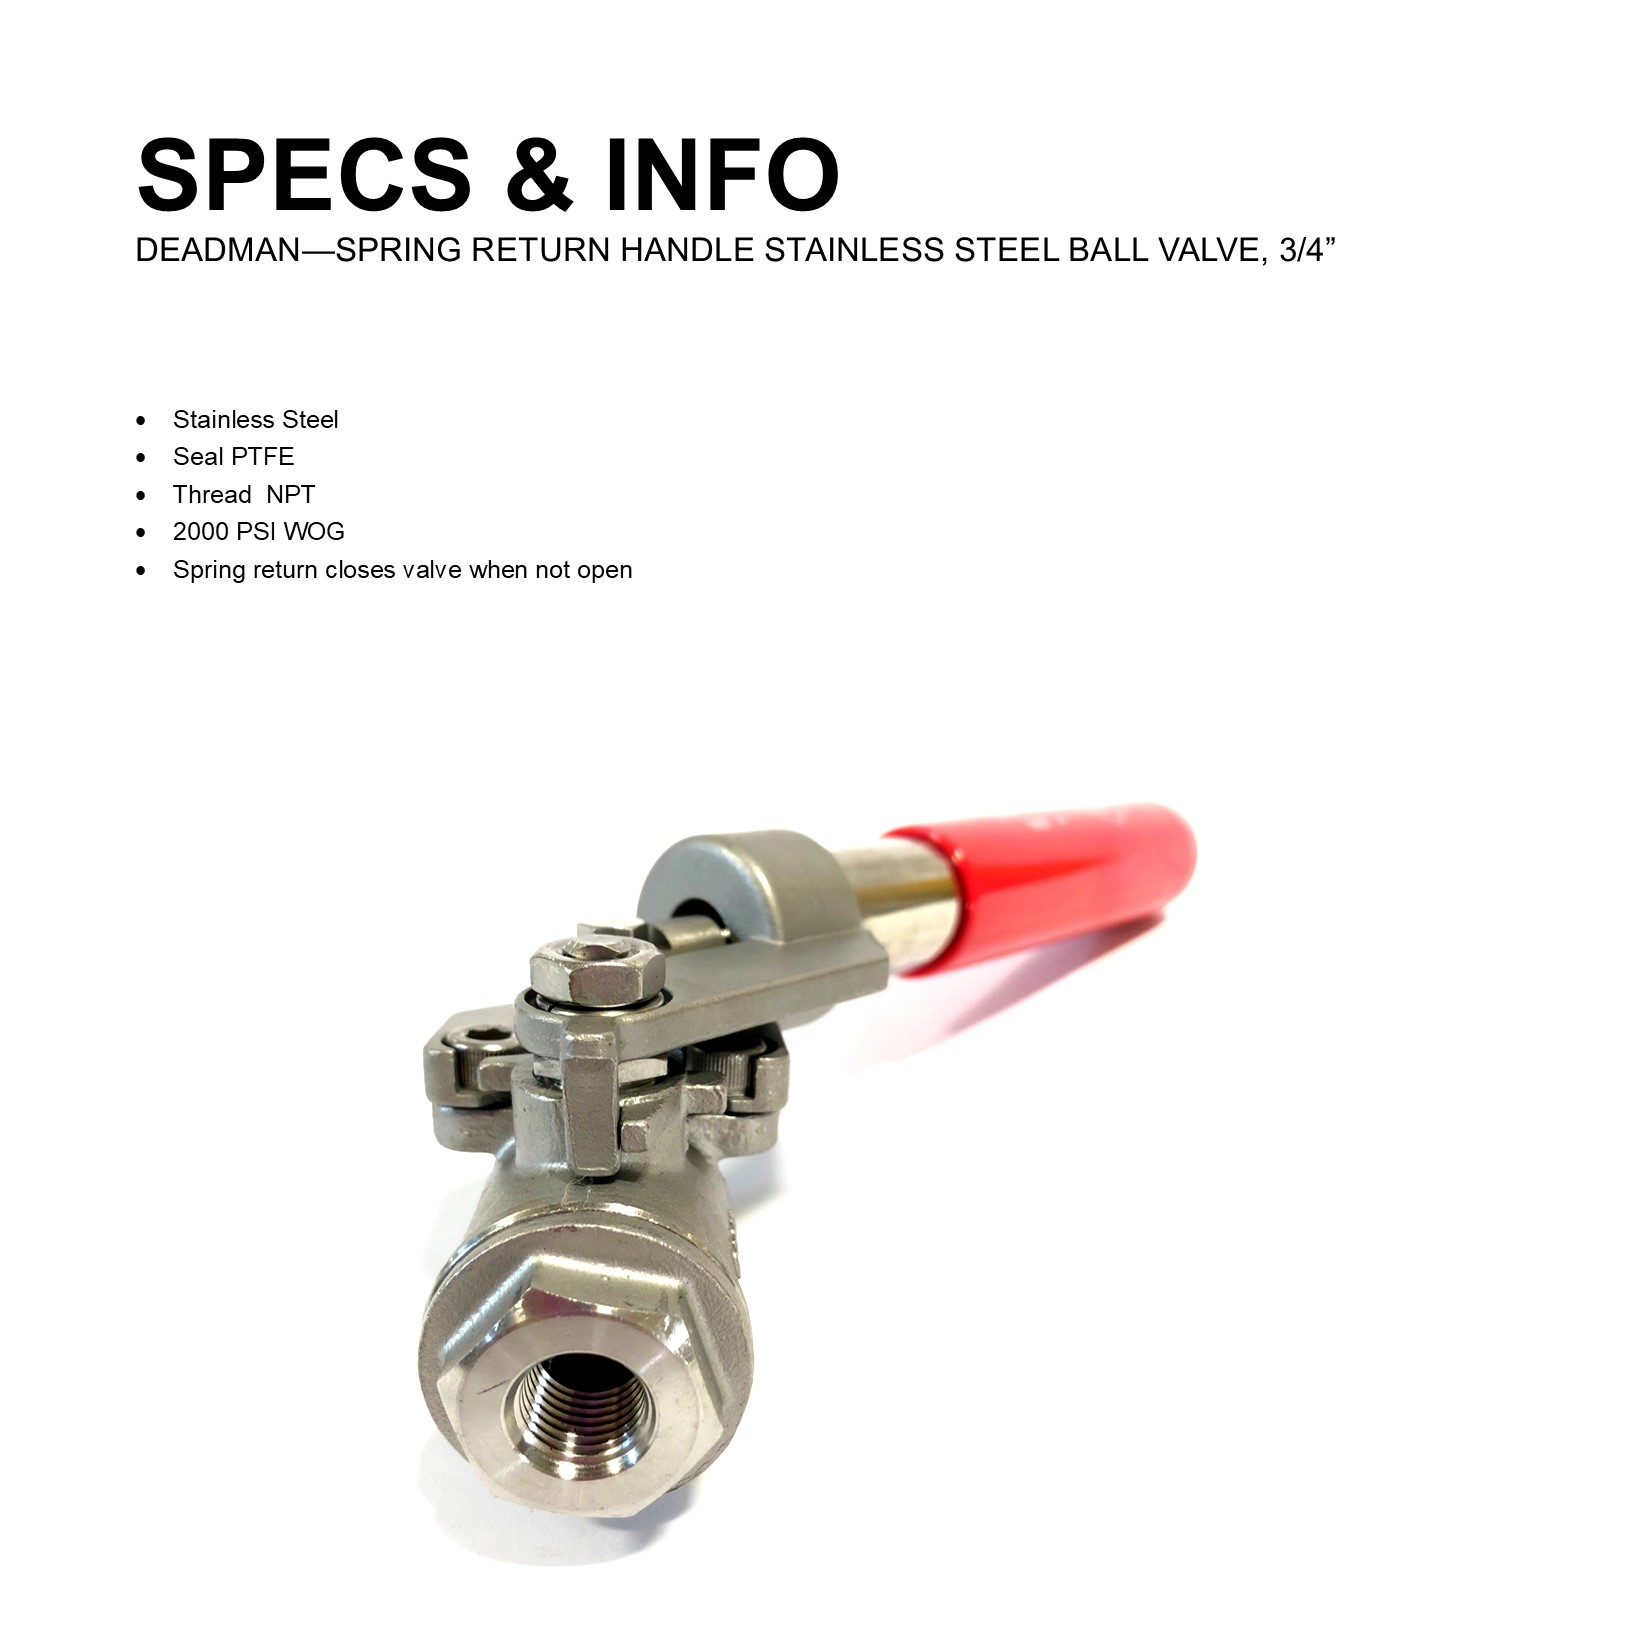 SPECS & INFO
DEADMAN—SPRING RETURN HANDLE STAINLESS STEEL BALL VALVE, 3/4”
• Stainless Steel
• Seal PTFE
• Thread  NPT
• 2000 PSI WOG
• Spring return closes valve when not open